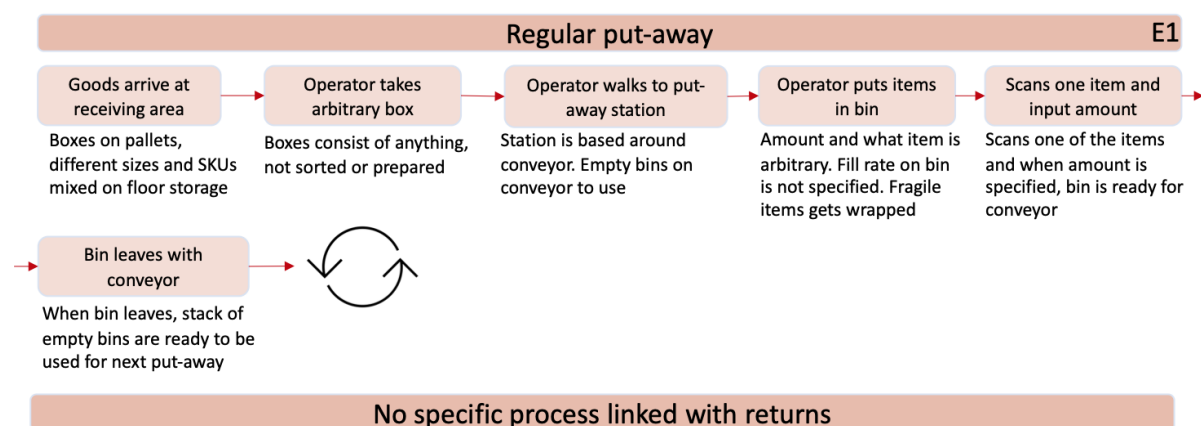 Regular put-away
E1
Goods arrive at
receiving area
Boxes on pallets,
different sizes and SKUs
mixed on floor storage
Operator takes
arbitrary box
Boxes consist of anything,
not sorted or prepared
Operator walks to put-
away station
Station is based around
conveyor. Empty bins on
conveyor to use
Operator puts items
in bin
Amount and what item is
arbitrary. Fill rate on bin
is not specified. Fragile
items gets wrapped
Scans one item and
input amount
Scans one of the items
and when amount is
specified, bin is ready for
conveyor
Bin leaves with
conveyor
When bin leaves, stack of
empty bins are ready to be
used for next put-away
No specific process linked with returns